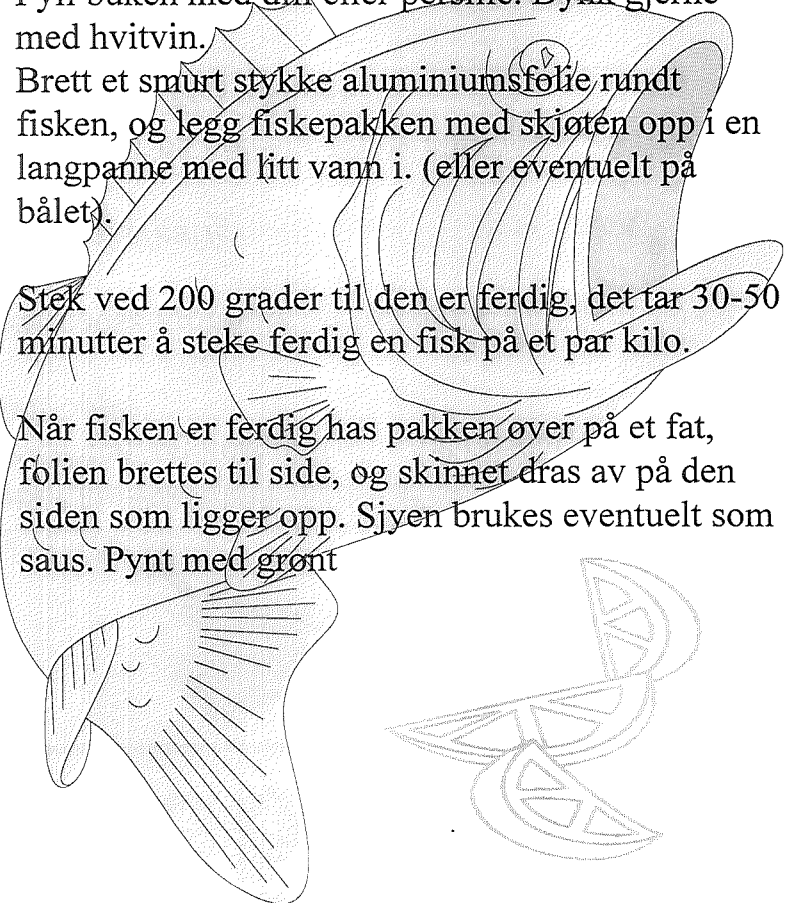 med hvitvin.
Brett et smurt stykke aluminiumsfolie rundt
fisken, og legg fiskepakken med skjøten opp i en
langpanne med litt vann i. (eller eventuelt på
bålet).
Stek ved 200 grader til den er ferdig, det tar 30-50
minutter å steke ferdig en fisk på et par kilo.
Når fisken er ferdig has pakken over på et fat,
folien brettes til side, og skinnet dras av på den
siden som ligger opp. Sjyen brukes eventuelt som
saus. Pynt med grønt